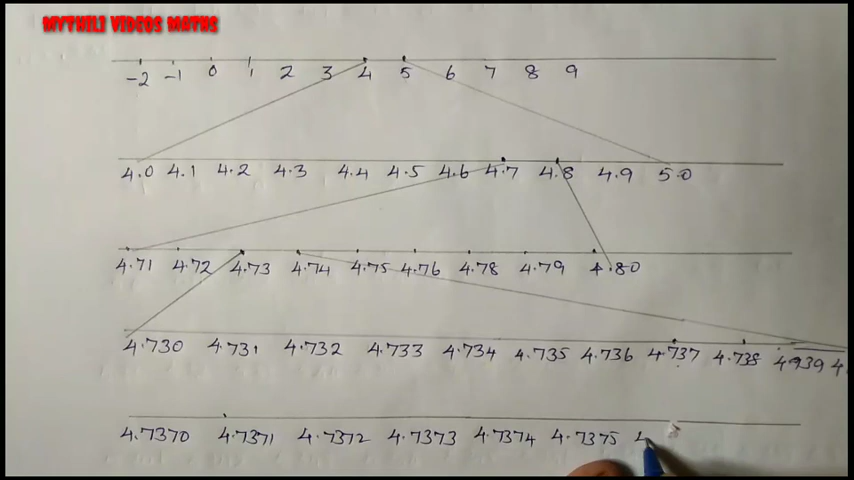 MYTHILI VIDEOS MATHS
-2 -1 0 1 2 3 4 5 6 7 8 9
4.0 4.1 4.2 4.3 4.4 4.5 4.6 4.7 4.8 4.9 5.0
4.71 4.72 4.73 4.74 4.75 4.76 4.78 4.79 4.80
4.730 4.731 4.732 4.733 4.734 4.735 4.736 4.737 4.738 4.939 4.
4.7370 4.7371 4.7372 4.7373 4.7374 4.7375 4